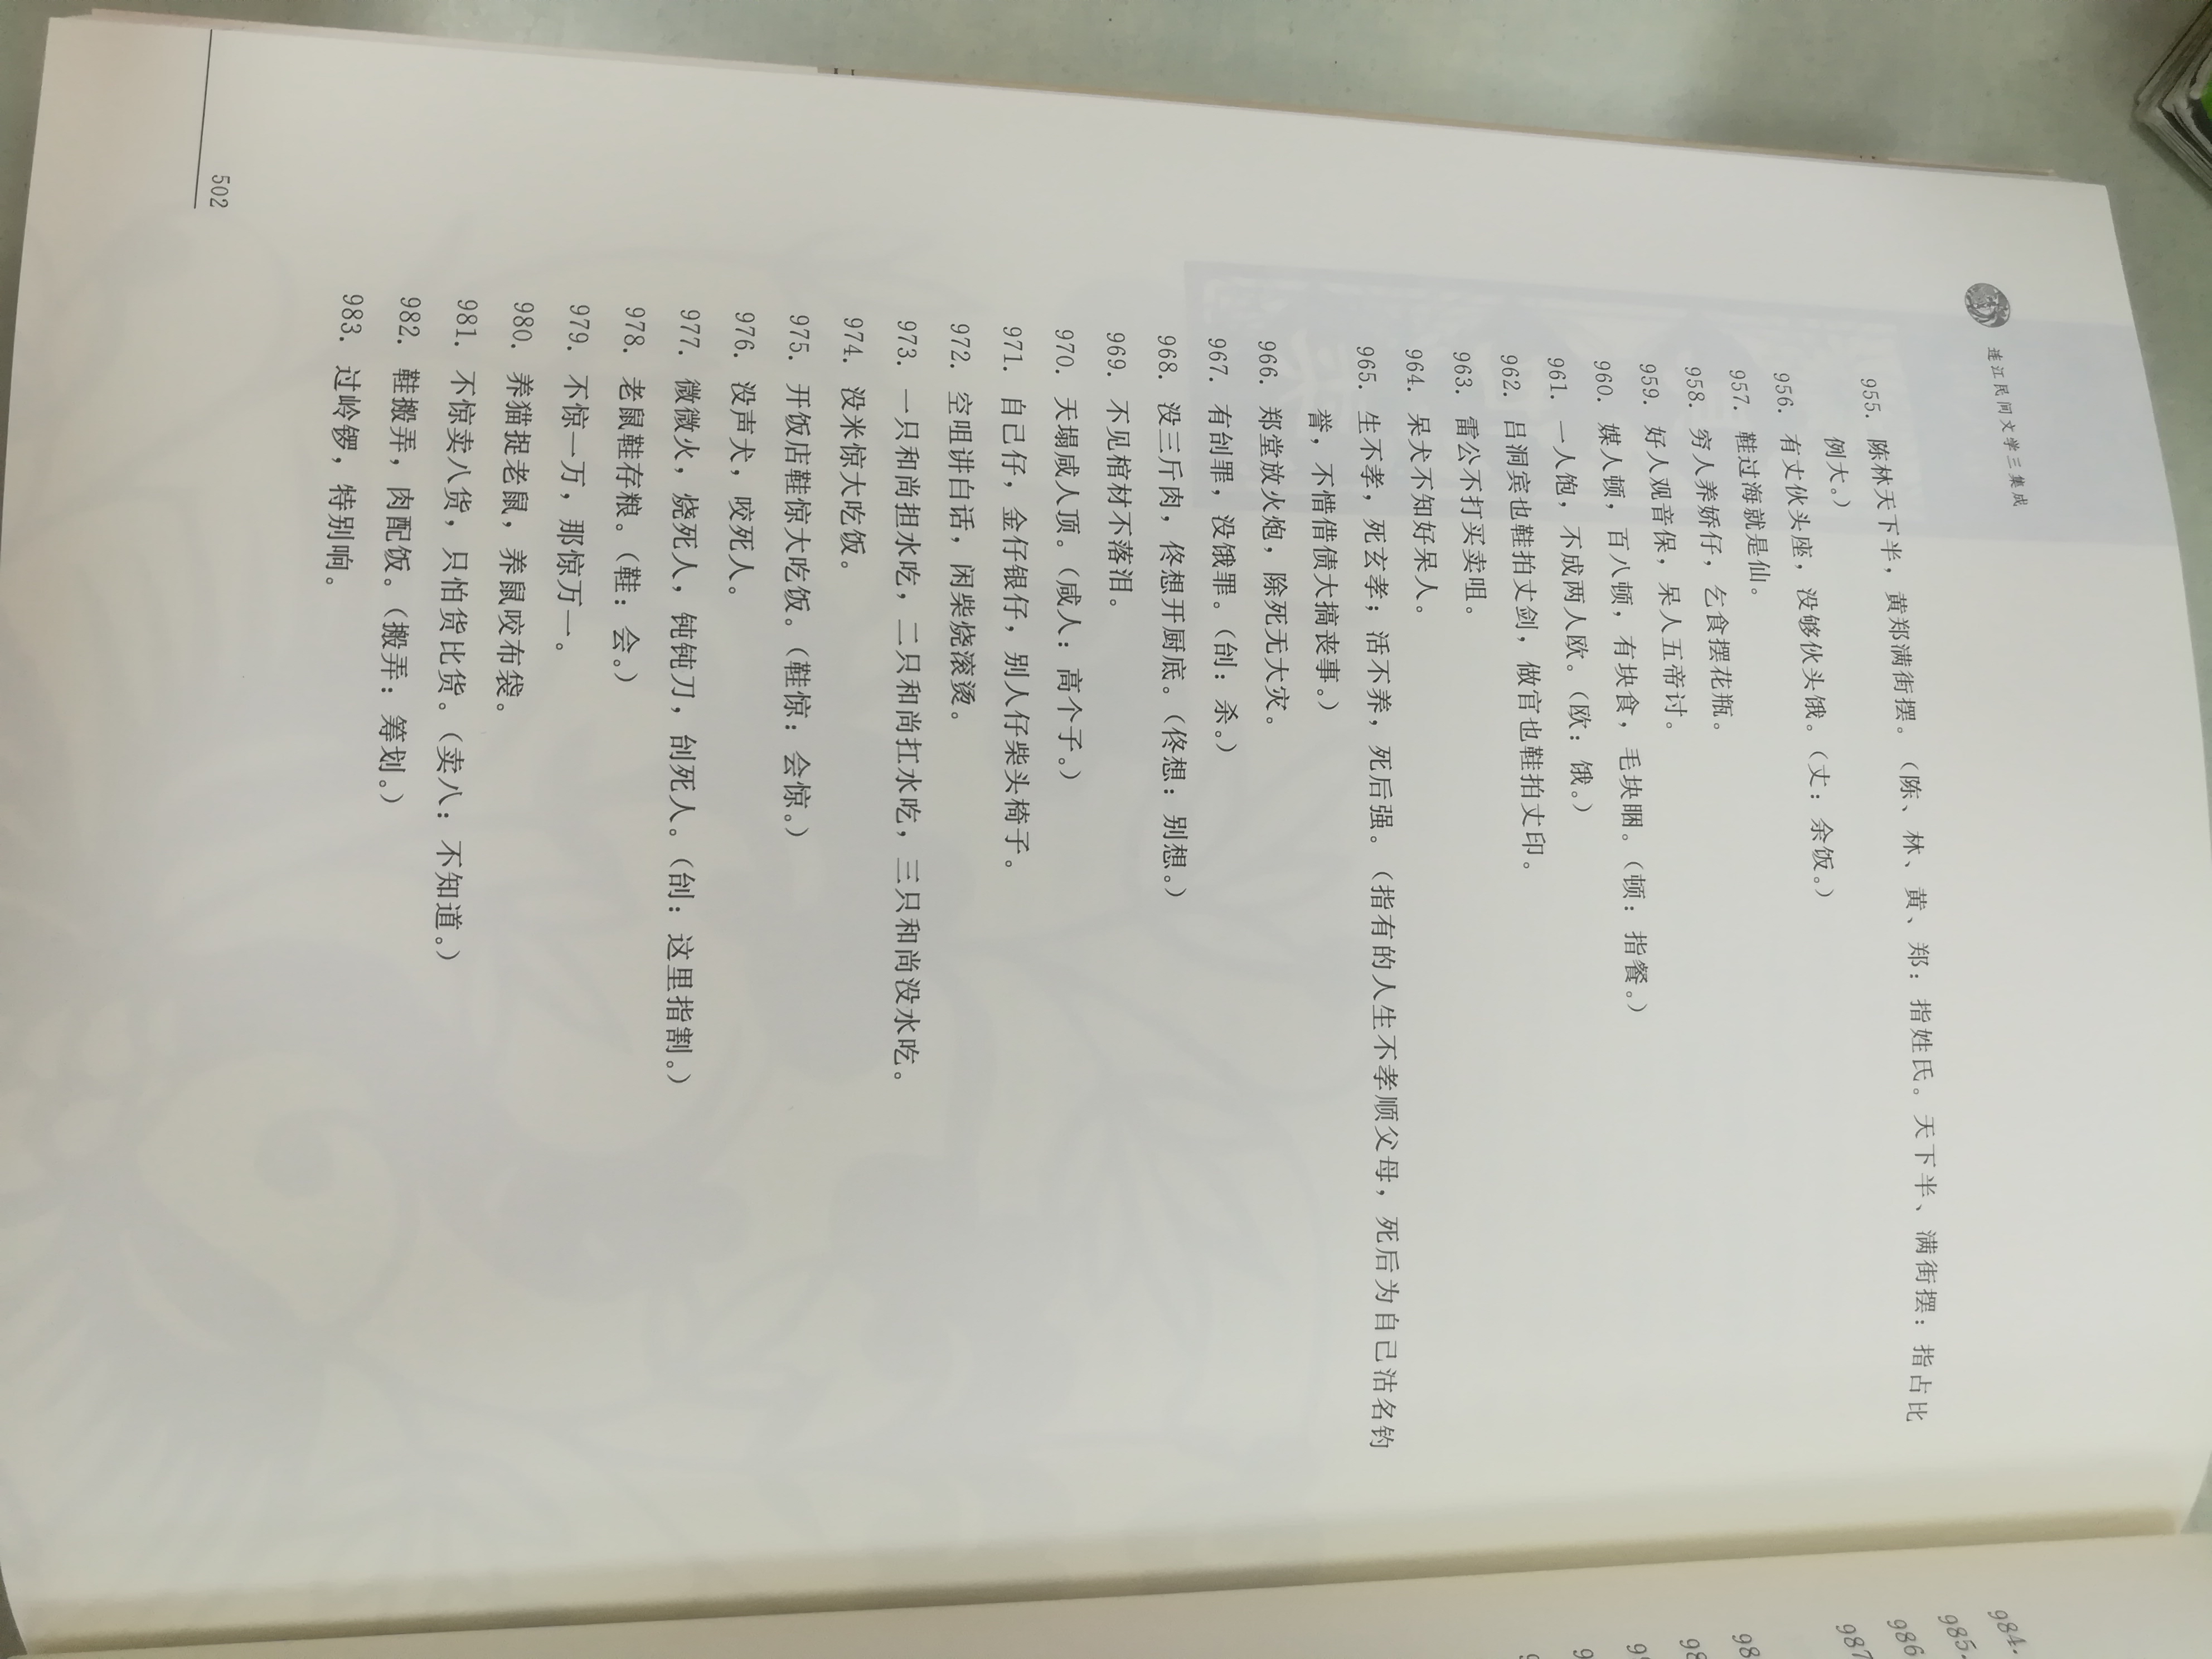 连江民间文学三集成
955. 陈林天下半，黄郑满街摆。（陈、林、黄、郑：指姓氏。天下半、满街摆：指占比
例大。）
956. 有丈伙头座，没够伙头饿。（丈：余饭。）
957. 鞋过海就是仙。
958. 穷人养娇仔，乞食摆花瓶。
959. 好人观音保，呆人五帝讨。
960. 媒人顿，百八顿，有块食，毛块睏。（顿：指餐。）
961. 一人饱，不成两人欧。（欧：饿。）
962. 吕洞宾也鞋拍丈剑，做官也鞋拍丈印。
963. 雷公不打买卖咀。
964. 呆犬不知好呆人。
965. 生不孝，死玄孝；活不养，死后强。（指有的人生不孝顺父母，死后为自己沽名钓
誉，不惜借债大搞丧事。）
966. 郑堂放火炮，除死无大灾。
967. 有刣罪，没饿罪。（刣：杀。）
968. 没三斤肉，佟想开厨底。（佟想：别想。）
969. 不见棺材不落泪。
970. 天塌咸人顶。（咸人：高个子。）
971. 自己仔，金仔银仔，别人仔柴头椅子。
972. 空咀讲白话，闲柴烧滚烫。
973. 一只和尚担水吃，二只和尚扛水吃，三只和尚没水吃。
974. 没米惊大吃饭。
975. 开饭店鞋惊大吃饭。（鞋惊：会惊。）
976. 没声犬，咬死人。
977. 微微火，烧死人，钝钝刀，刣死人。（刣：这里指割。）
978. 老鼠鞋存粮。（鞋：会。）
979. 不惊一万，那惊万一。
980. 养猫捉老鼠，养鼠咬布袋。
981. 不惊卖八货，只怕货比货。（卖八：不知道。）
982. 鞋搬弄，肉配饭。（搬弄：筹划。）
983. 过岭锣，特别响。
502
984.
985.
986
987